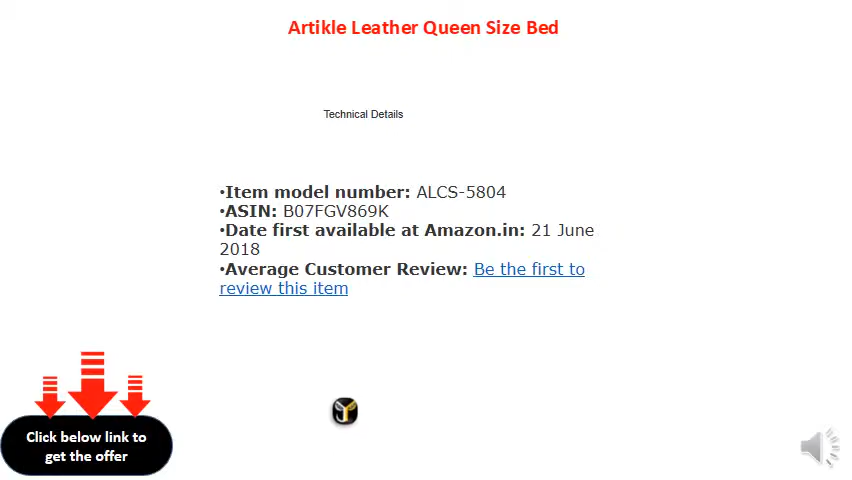 Artikle Leather Queen Size Bed
Technical Details
•Item model number: ALCS-5804
•ASIN: B07FGV869K
•Date first available at Amazon.in: 21 June
2018
•Average Customer Review: Be the first to
review this item
Click below link to
get the offer